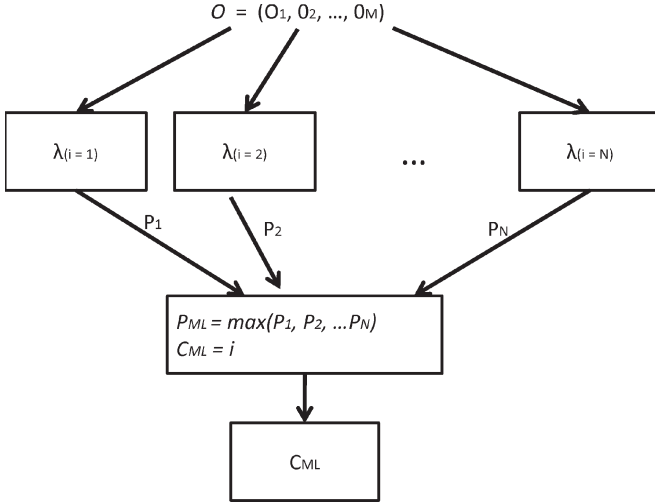 O = (O1, 02, ..., 0M)
λ(i = 1)
λ(i = 2)
...
λ(i = N)
P1
P2
PN
PML = max(P1, P2, ...PN)
CML = i
CML